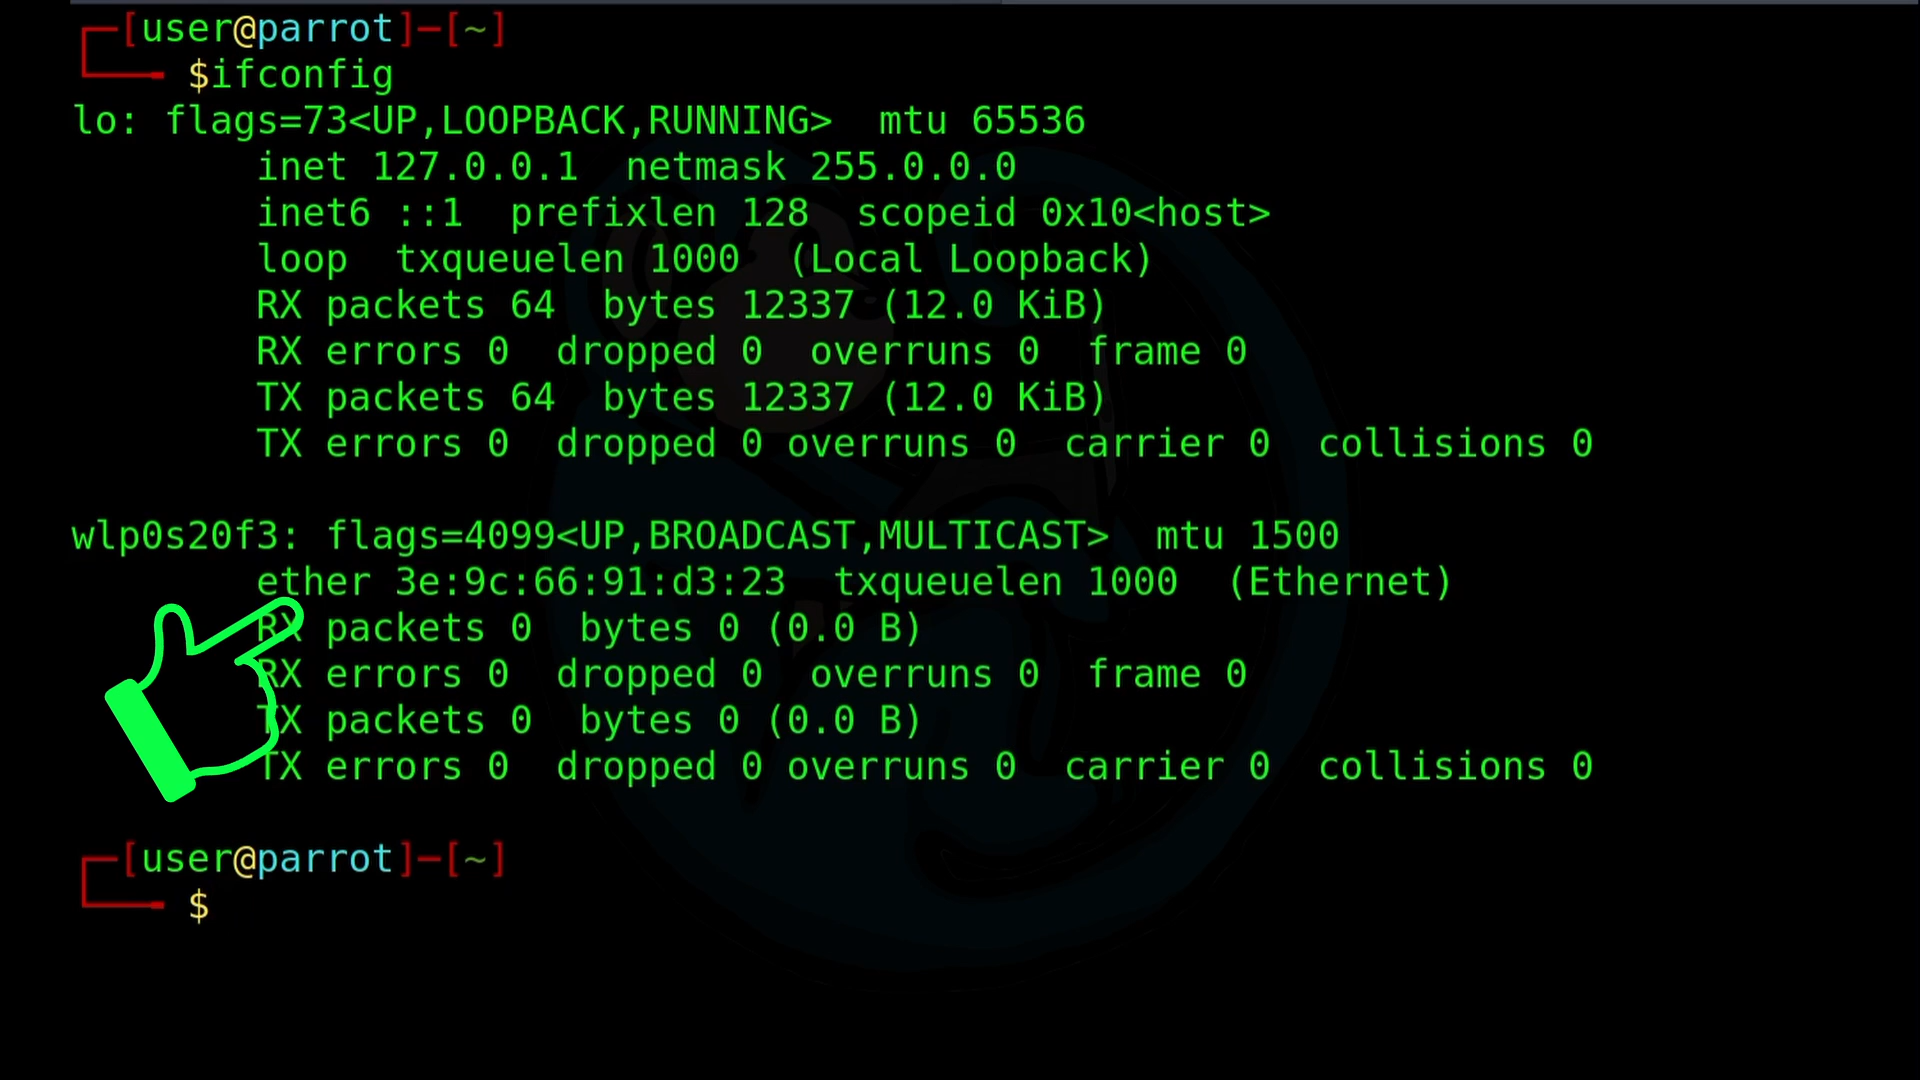 ┌─[user@parrot]─[~]
└──╼ $ifconfig
lo: flags=73<UP,LOOPBACK,RUNNING>  mtu 65536
        inet 127.0.0.1  netmask 255.0.0.0
        inet6 ::1  prefixlen 128  scopeid 0x10<host>
        loop  txqueuelen 1000  (Local Loopback)
        RX packets 64  bytes 12337 (12.0 KiB)
        RX errors 0  dropped 0  overruns 0  frame 0
        TX packets 64  bytes 12337 (12.0 KiB)
        TX errors 0  dropped 0 overruns 0  carrier 0  collisions 0

wlp0s20f3: flags=4099<UP,BROADCAST,MULTICAST>  mtu 1500
        ether 3e:9c:66:91:d3:23  txqueuelen 1000  (Ethernet)
        RX packets 0  bytes 0 (0.0 B)
        RX errors 0  dropped 0  overruns 0  frame 0
        TX packets 0  bytes 0 (0.0 B)
        TX errors 0  dropped 0 overruns 0  carrier 0  collisions 0

┌─[user@parrot]─[~]
└──╼ $